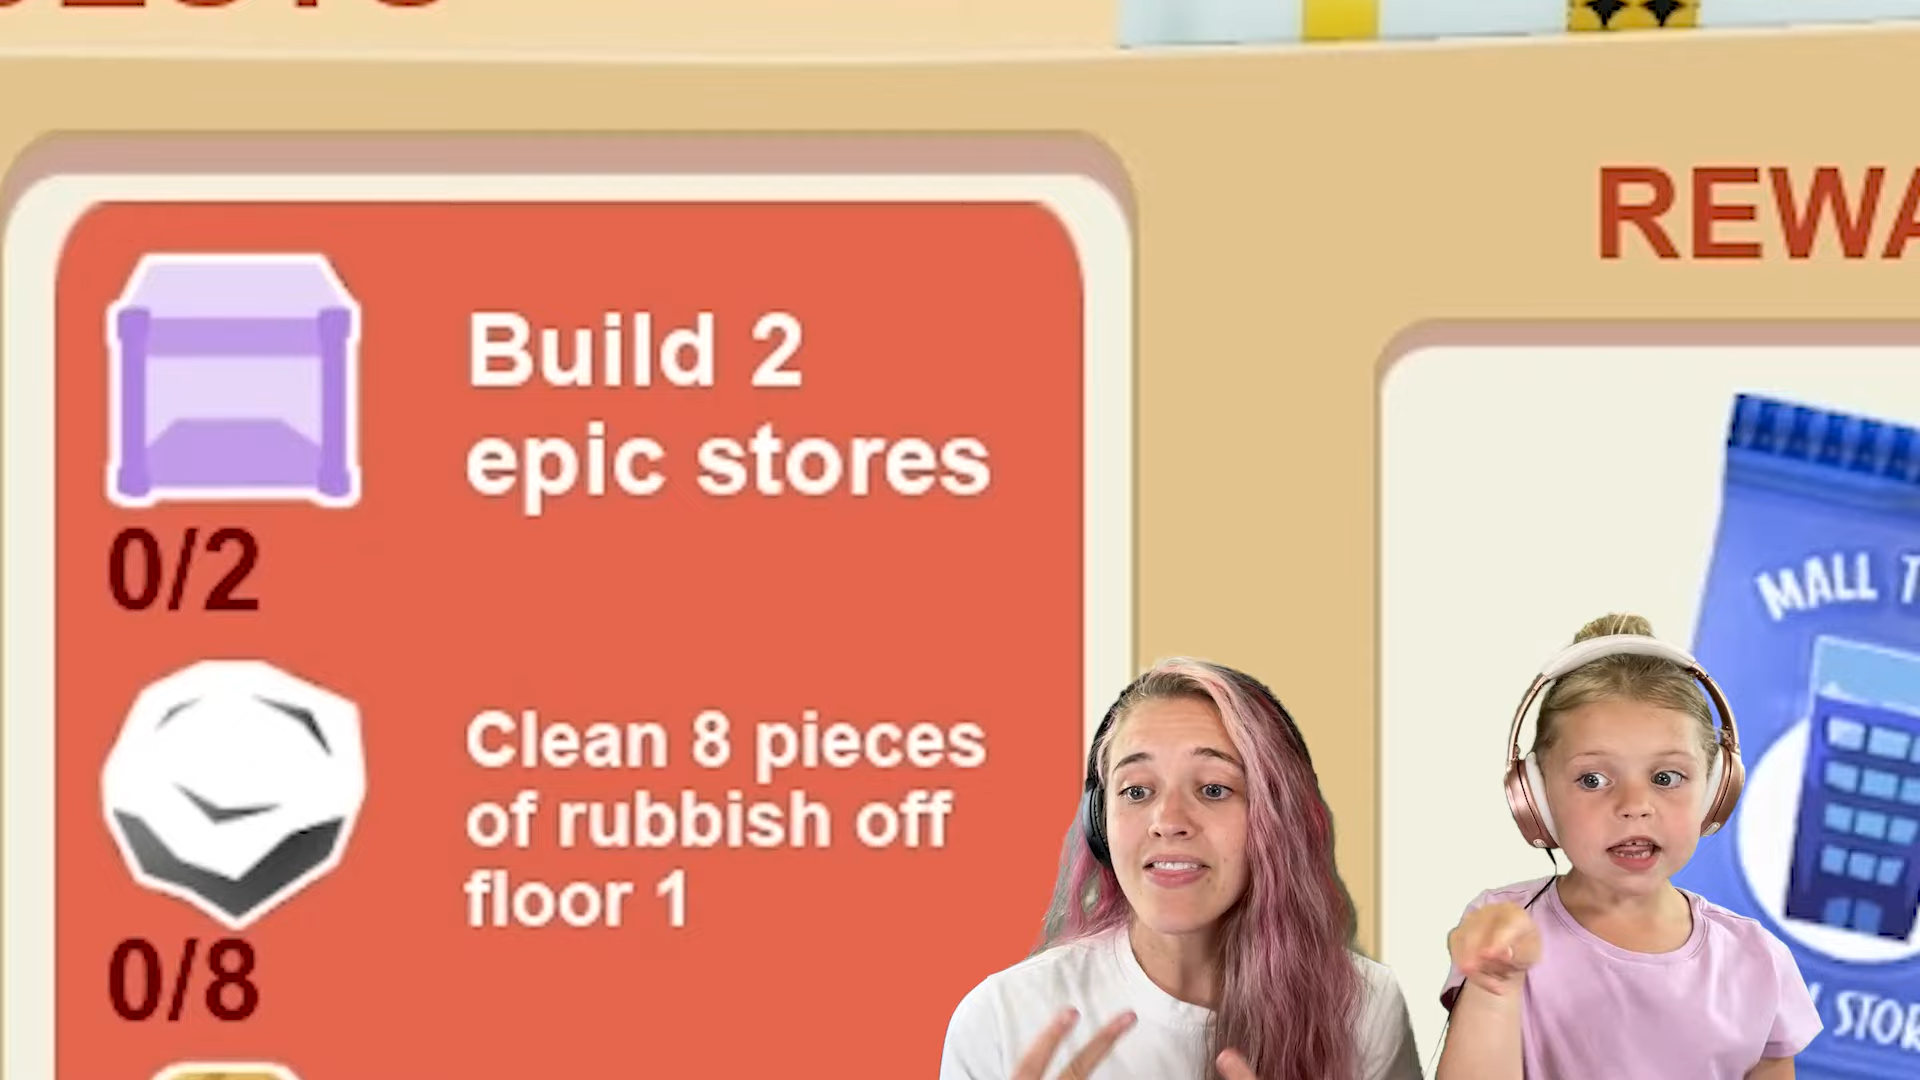 REWA
Build 2
epic stores
0/2
Clean 8 pieces
of rubbish off
floor 1
0/8
MALL T
STOR